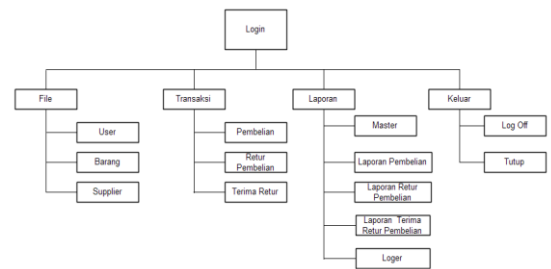 Login
File
Transaksi
Laporan
Keluar
User
Barang
Supplier
Pembelian
Retur
Pembelian
Terima Retur
Master
Laporan Pembelian
Laporan Retur
Pembelian
Laporan Terima
Retur Pembelian
Loger
Log Off
Tutup